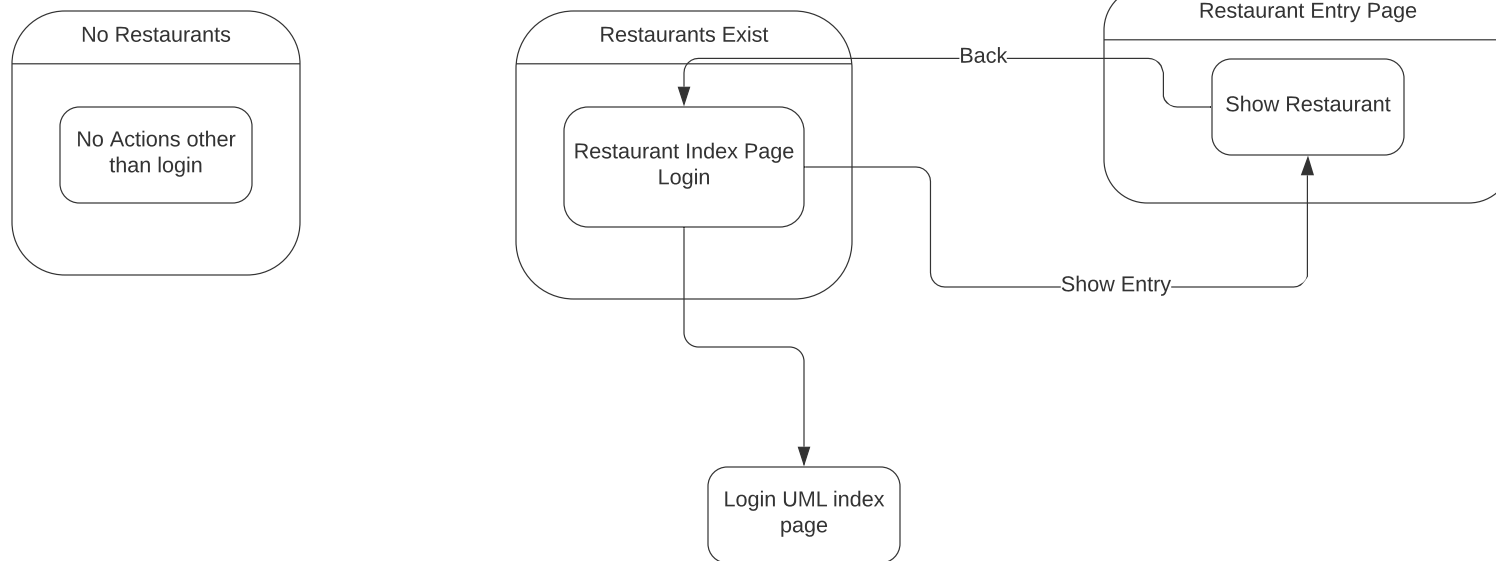 No Restaurants
No Actions other
than login
Restaurants Exist
Restaurant Index Page
Login
Back
Restaurant Entry Page
Show Restaurant
Show Entry
Login UML index
page